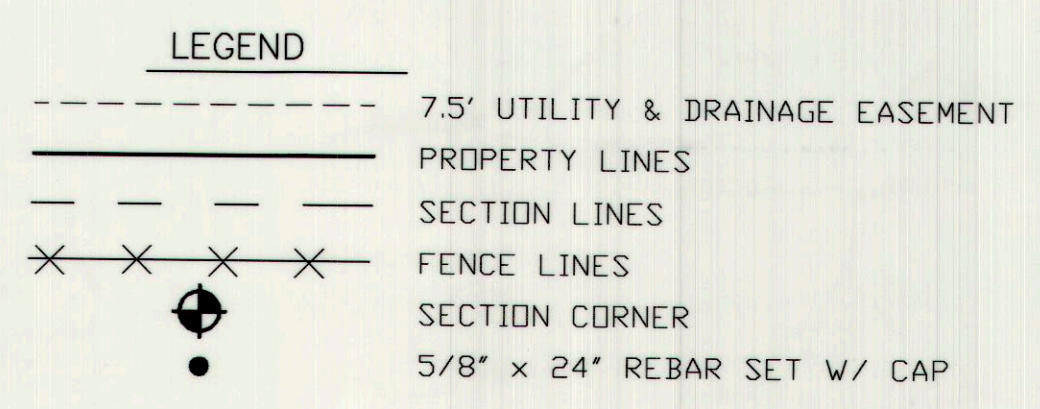 LEGEND
7.5' UTILITY & DRAINAGE EASEMENT
PROPERTY LINES
SECTION LINES
FENCE LINES
SECTION CORNER
5/8" x 24" REBAR SET W/ CAP